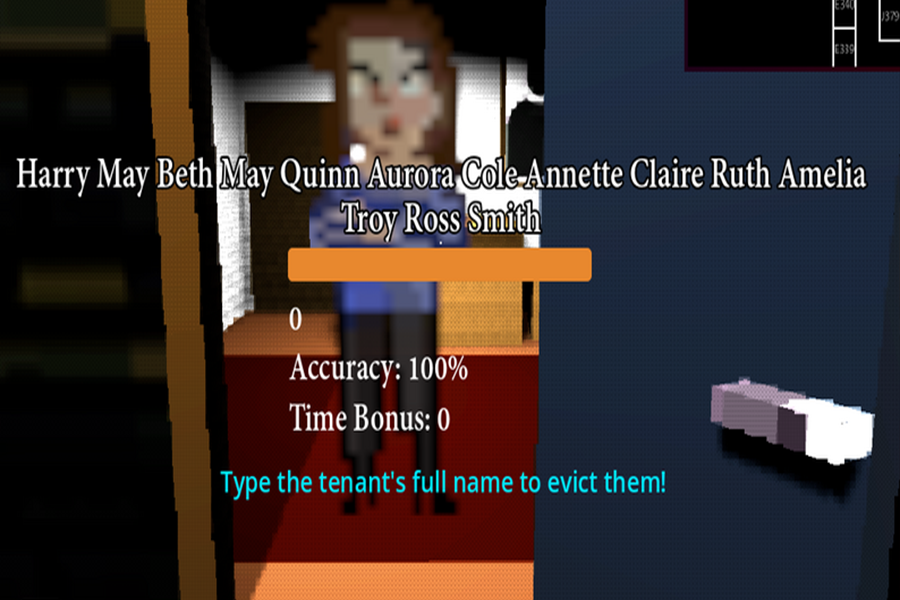 E340
J379
E339
Harry May Beth May Quinn Aurora Cole Annette Claire Ruth Amelia
Troy Ross Smith
0
Accuracy: 100%
Time Bonus: 0
Type the tenant's full name to evict them!